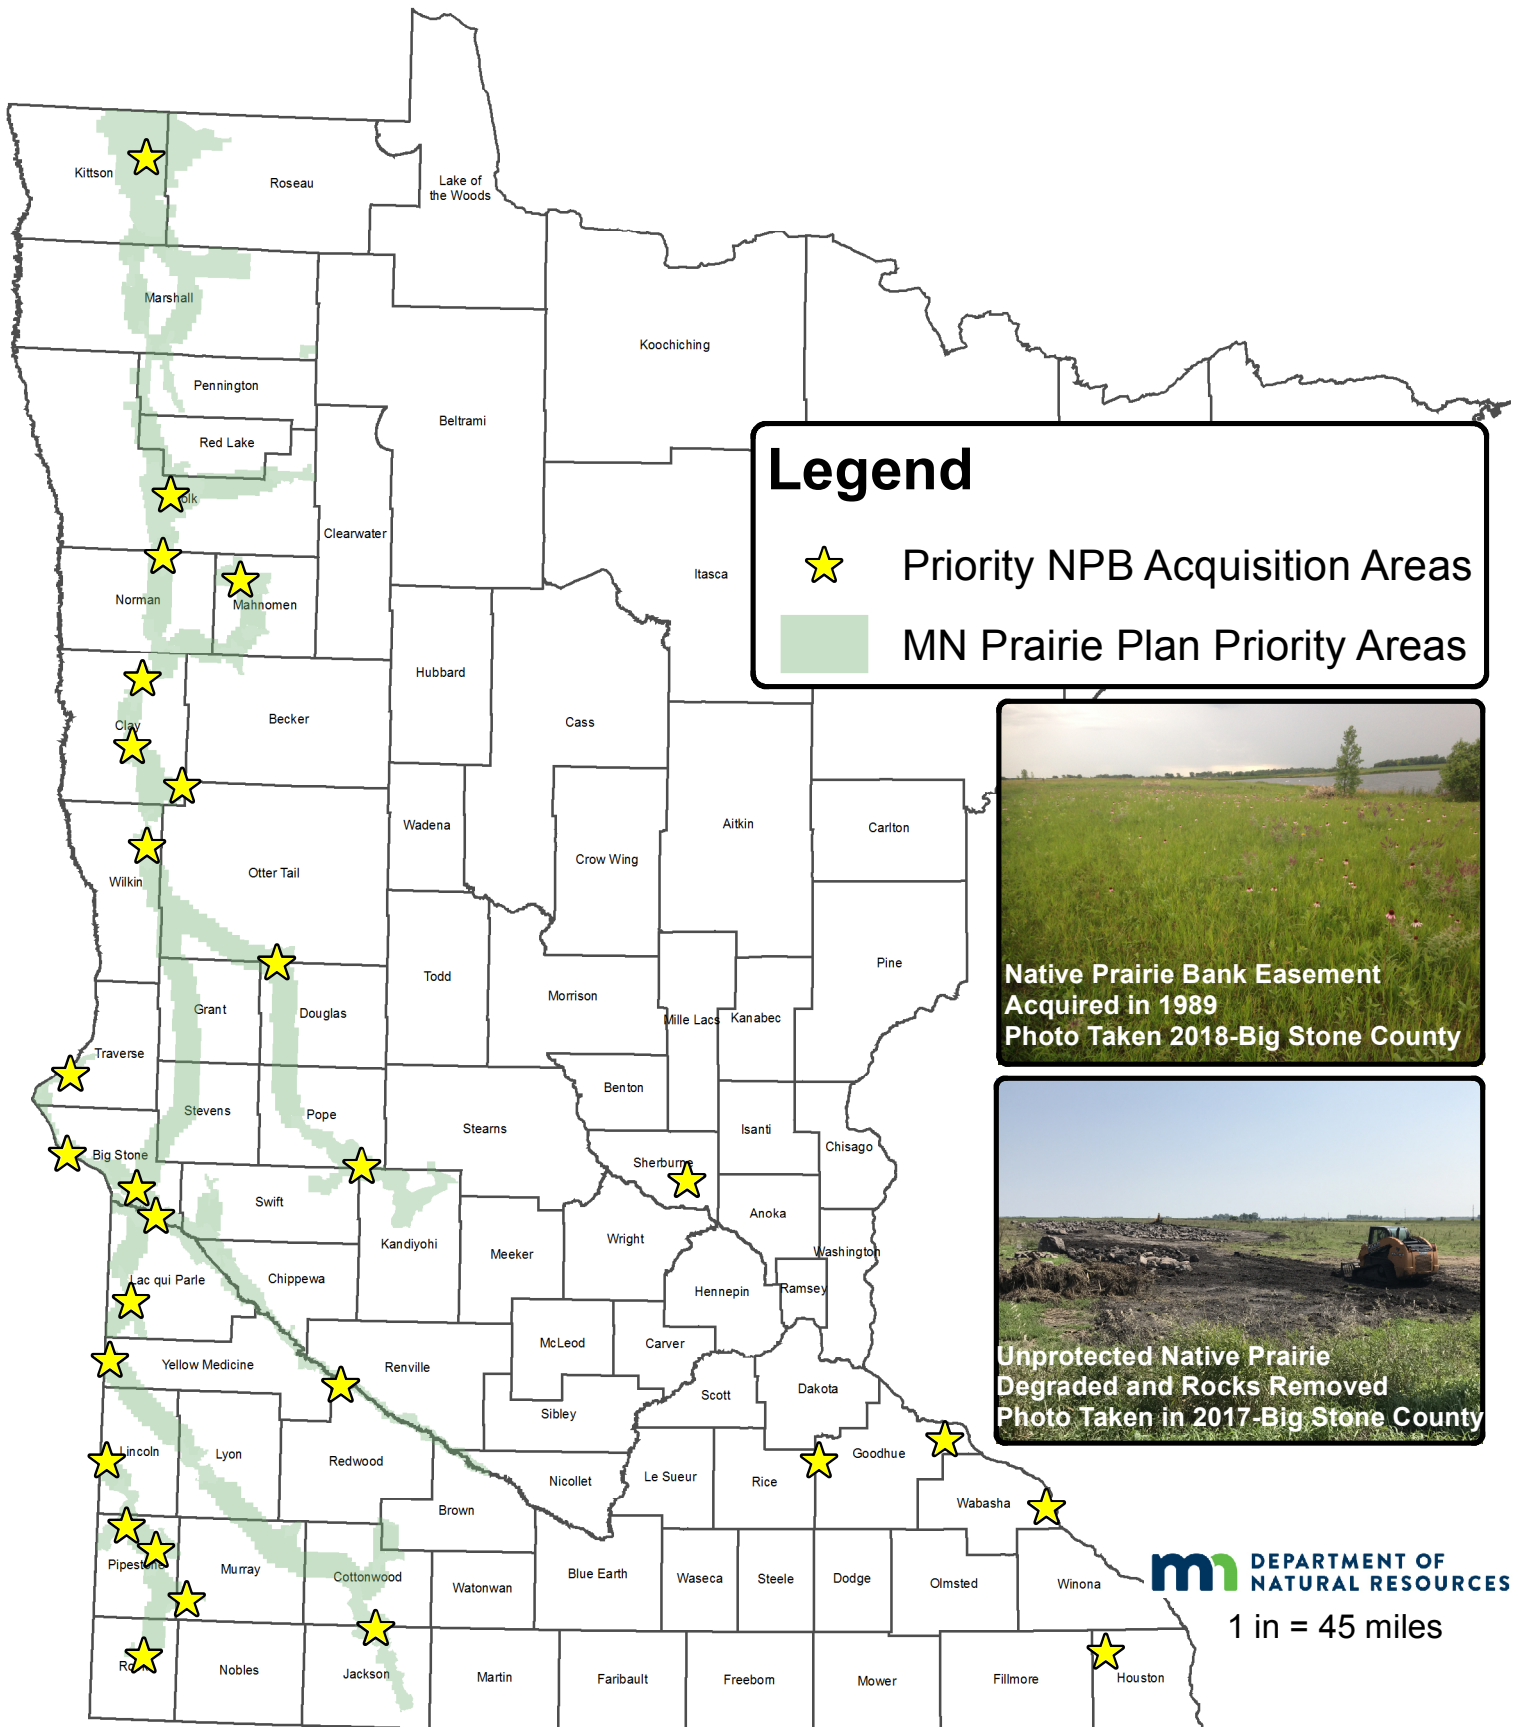 Kittson
Roseau
Lake of
the Woods
Marshall
Koochiching
Pennington
Beltrami
Red Lake
Legend
Priority NPB Acquisition Areas
MN Prairie Plan Priority Areas
olk
Clearwater
Itasca
Norman
Mahnomen
Hubbard
Becker
Cass
Clay
Wadena
Aitkin
Carlton
Crow Wing
Otter Tail
Wilkin
Pine
Todd
Morrison
Grant
Douglas
Mille Lacs
Kanabec
Native Prairie Bank Easement
Acquired in 1989
Photo Taken 2018-Big Stone County
Traverse
Benton
Stevens
Pope
Stearns
Isanti
Chisago
Big Stone
Sherburne
Swift
Anoka
Kandiyohi
Wright
Meeker
Washington
Lac qui Parle
Chippewa
Hennepin
Ramsey
McLeod
Carver
Yellow Medicine
Renville
Unprotected Native Prairie
Degraded and Rocks Removed
Photo Taken in 2017-Big Stone County
Scott
Dakota
Sibley
Lincoln
Lyon
Redwood
Goodhue
Le Sueur
Rice
Nicollet
Brown
Wabasha
Pipestone
Murray
Cottonwood
Watonwan
Blue Earth
Waseca
Steele
Dodge
Olmsted
Winona
mn DEPARTMENT OF
NATURAL RESOURCES
1 in = 45 miles
Nobles
Jackson
Martin
Faribault
Freeborn
Mower
Fillmore
Houston